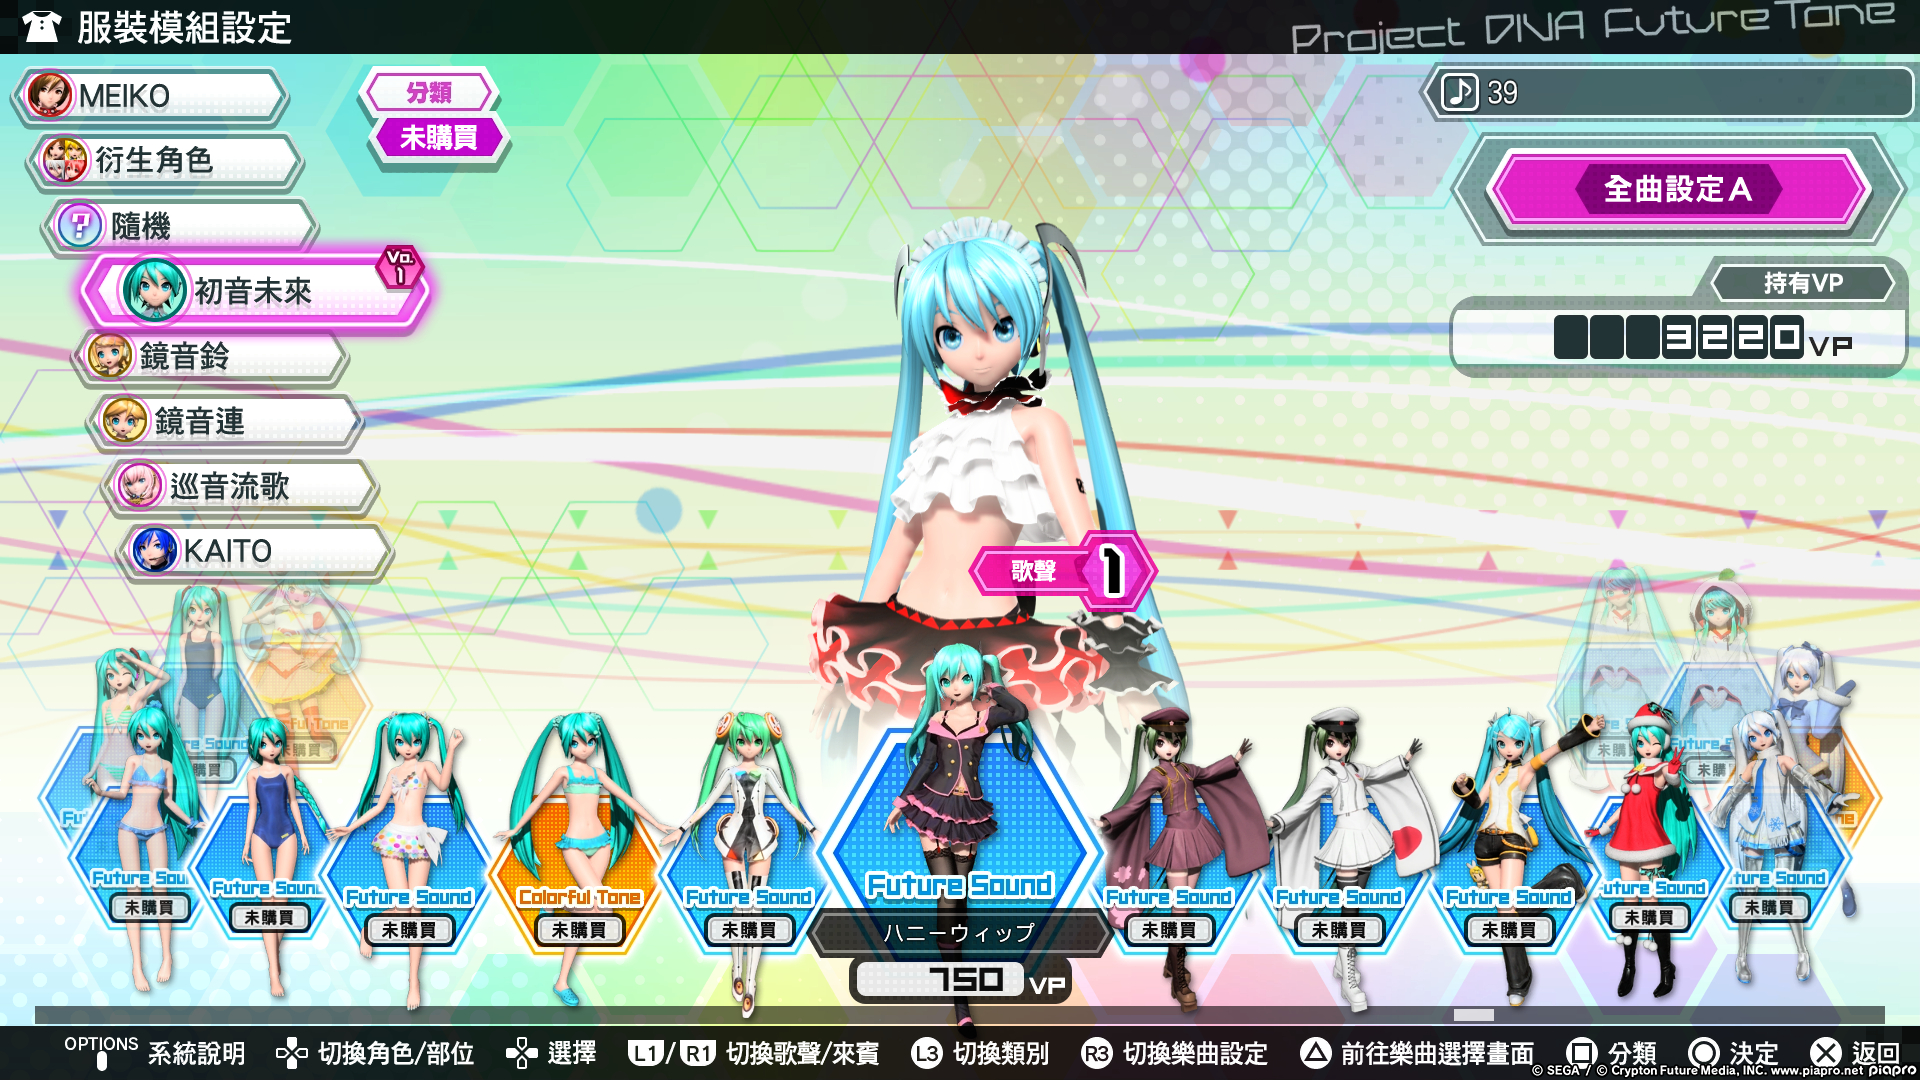 服裝模組設定
Project DIVA FutureTone
MEIKO
衍生角色
隨機
初音未來
Vo.
1
鏡音鈴
鏡音連
巡音流歌
KAITO
分類
未購買
39
全曲設定A
持有VP
3220 VP
歌聲 1
Future Sound
未購買
Future Sound
未購買
Future Sound
未購買
Colorful Tone
未購買
Future Sound
未購買
Future Sound
ハニーウィップ
750 VP
Future Sound
未購買
Future Sound
未購買
Future Sound
未購買
uture Sound
未購買
ture Sound
未購買
OPTIONS 系統說明
切換角色/部位
選擇
L1/R1 切換歌聲/來賓
L3 切換類別
R3 切換樂曲設定
前往樂曲選擇畫面
分類
決定
返回
© SEGA / © Crypton Future Media, INC. www.piapro.net piapro